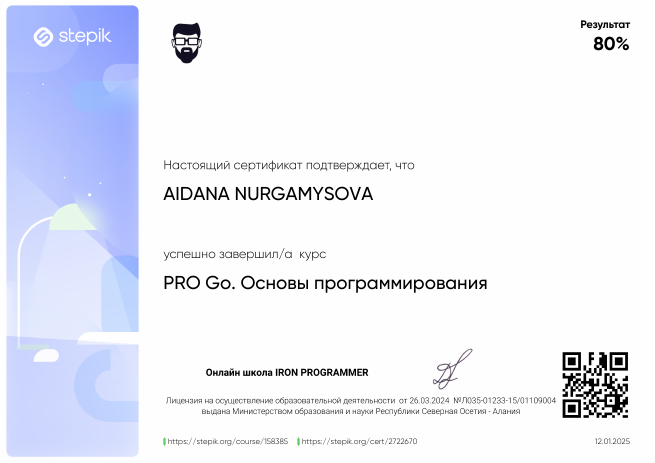 stepik
Результат
80%
Настоящий сертификат подтверждает, что
AIDANA NURGAMYSOVA
успешно завершил/а курс
PRO Go. Основы программирования
Онлайн школа IRON PROGRAMMER
Лицензия на осуществление образовательной деятельности от 26.03.2024 №Л035-01233-15/01109004
выдана Министерством образования и науки Республики Северная Осетия - Алания
https://stepik.org/course/158385 https://stepik.org/cert/2722670
12.01.2025